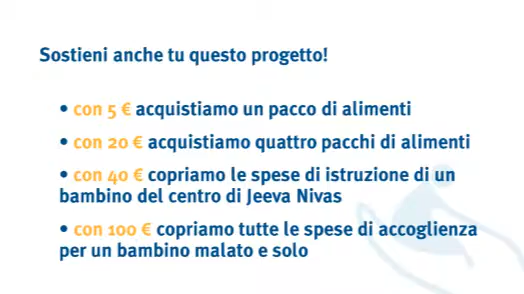 Sostieni anche tu questo progetto!
• con 5 € acquistiamo un pacco di alimenti
• con 20 € acquistiamo quattro pacchi di alimenti
• con 40 € copriamo le spese di istruzione di un
bambino del centro di Jeeva Nivas
• con 100 € copriamo tutte le spese di accoglienza
per un bambino malato e solo